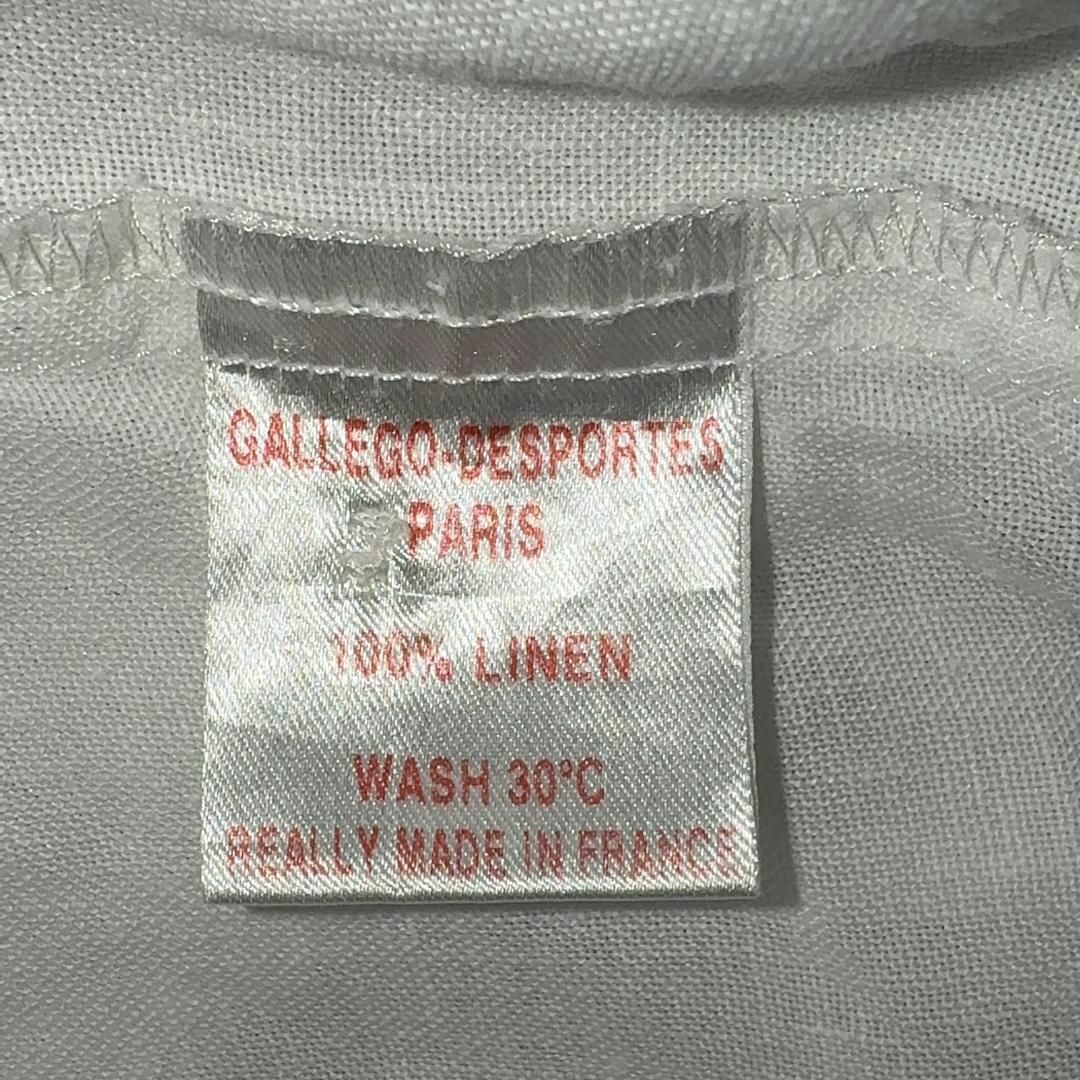 GALLEGO-DESPORTES
PARIS
100% LINEN
WASH 30°C
REALLY MADE IN FRANCE